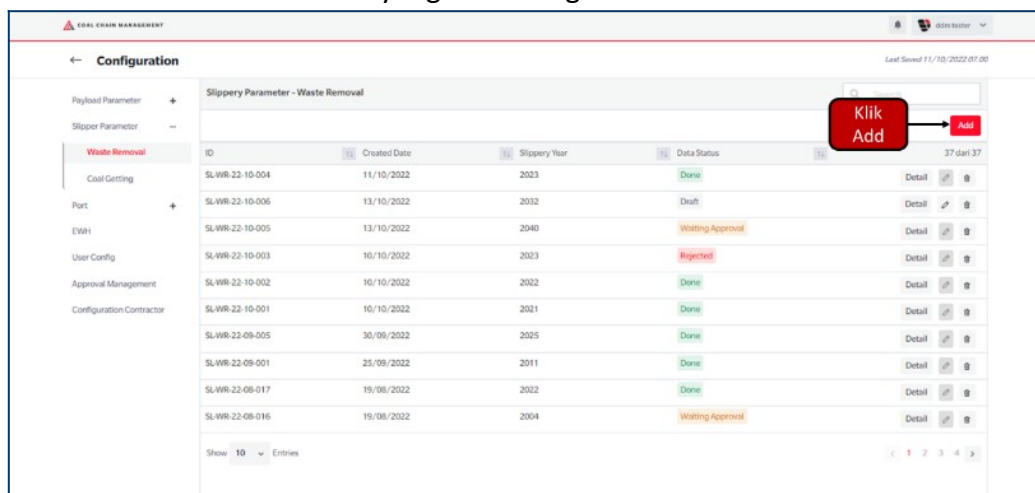 COAL CHAIN MANAGEMENT
ddm tester
← Configuration
Last Saved 11/10/2022 07.00
Payload Parameter +
Slipper Parameter —
Waste Removal
Coal Getting
Port +
EWH
User Config
Approval Management
Configuration Contractor
Slippery Parameter - Waste Removal
Search
Klik
Add
Add
ID Created Date Slippery Year Data Status 37 dari 37
SL-WR-22-10-004 11/10/2022 2023 Done Detail
SL-WR-22-10-006 13/10/2022 2032 Draft Detail
SL-WR-22-10-005 13/10/2022 2040 Waiting Approval Detail
SL-WR-22-10-003 10/10/2022 2023 Rejected Detail
SL-WR-22-10-002 10/10/2022 2022 Done Detail
SL-WR-22-10-001 10/10/2022 2021 Done Detail
SL-WR-22-09-005 30/09/2022 2025 Done Detail
SL-WR-22-09-001 25/09/2022 2011 Done Detail
SL-WR-22-08-017 19/08/2022 2022 Done Detail
SL-WR-22-08-016 19/08/2022 2004 Waiting Approval Detail
Show 10 Entries
< 1 2 3 4 >